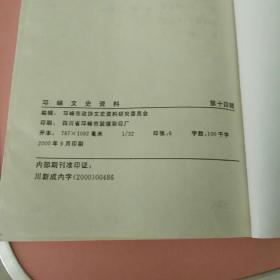 邛崃文史资料 第十四辑
编辑:邛崃市政协文史资料研究委员会
印刷:四川省邛崃市装潢彩印厂
开本:787×1092毫米 1/32 印张:6 字数:100千字
2000年9月印刷
内部期刊准印证:
川新成内字(2000)00486